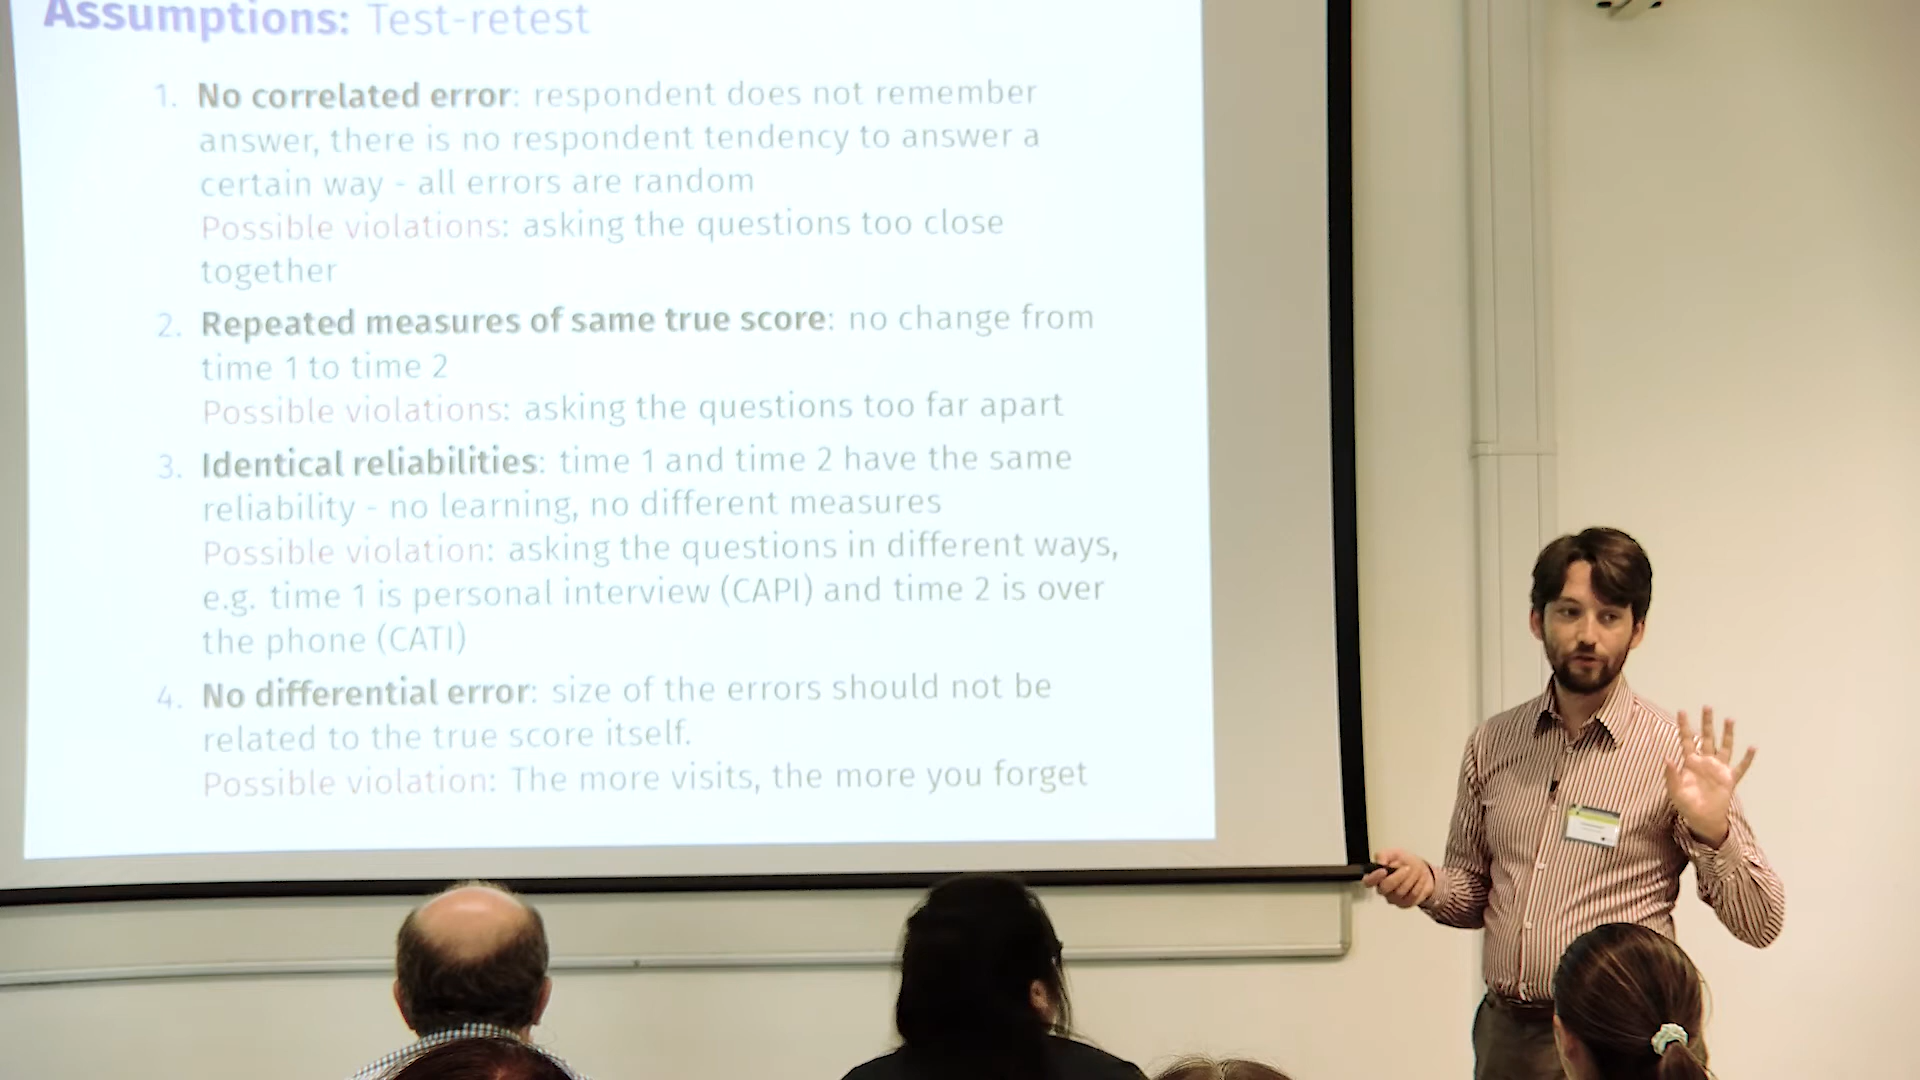 Assumptions: Test-retest
1. No correlated error: respondent does not remember
answer, there is no respondent tendency to answer a
certain way - all errors are random
Possible violations: asking the questions too close
together
2. Repeated measures of same true score: no change from
time 1 to time 2
Possible violations: asking the questions too far apart
3. Identical reliabilities: time 1 and time 2 have the same
reliability - no learning, no different measures
Possible violation: asking the questions in different ways,
e.g. time 1 is personal interview (CAPI) and time 2 is over
the phone (CATI)
4. No differential error: size of the errors should not be
related to the true score itself.
Possible violation: The more visits, the more you forget